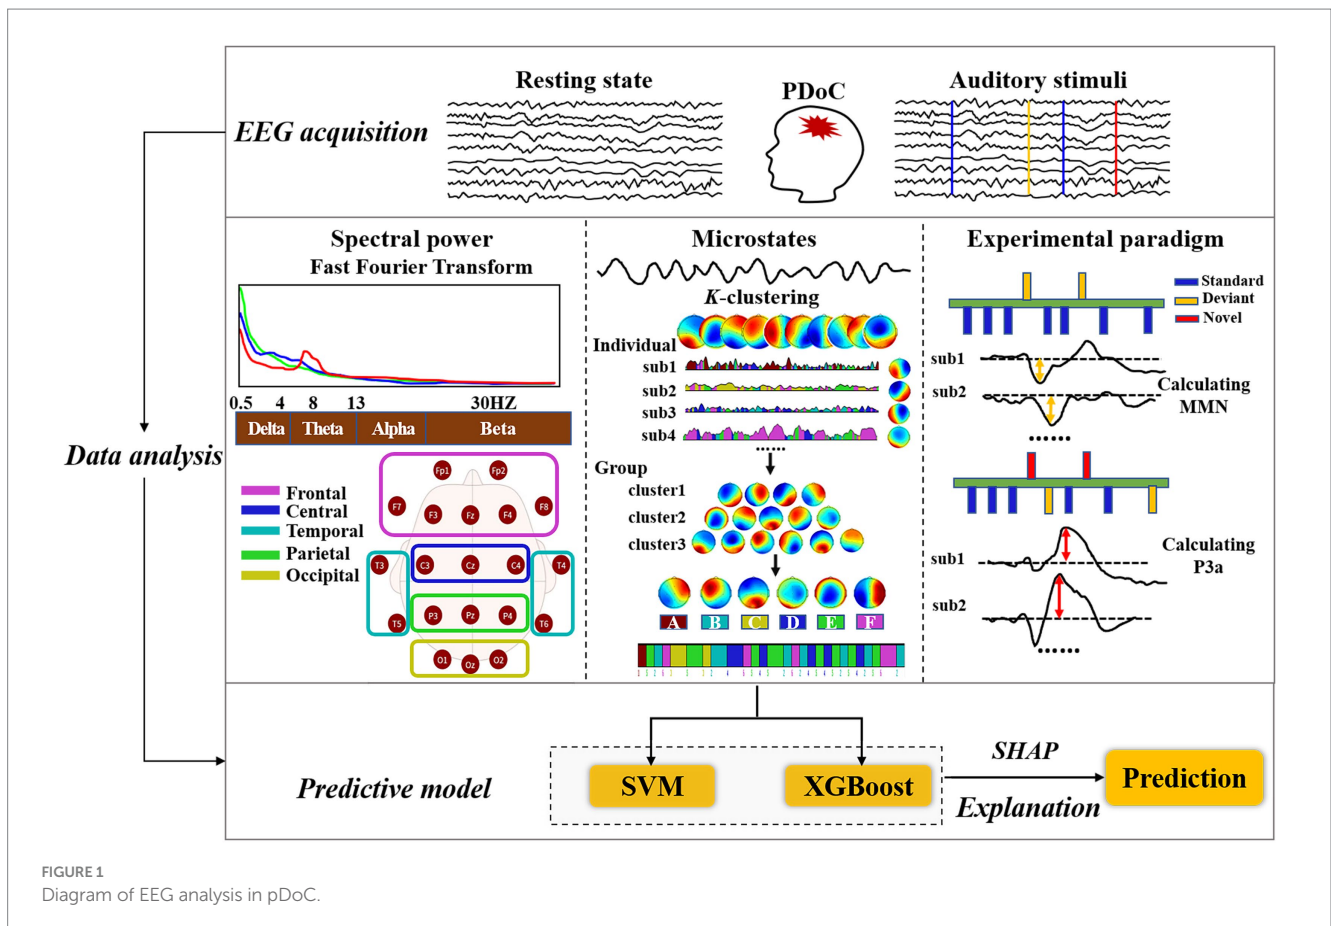 Resting state
PDoC
Auditory stimuli
EEG acquisition
Data analysis
Spectral power
Fast Fourier Transform
0.5 4 8 13 30HZ
Delta Theta Alpha Beta
Frontal
Central
Temporal
Parietal
Occipital
Fp1 Fp2
F7 F3 Fz F4 F8
T3 C3 Cz C4 T4
T5 P3 Pz P4 T6
O1 Oz O2
Microstates
K-clustering
Individual
sub1
sub2
sub3
sub4
......
Group
cluster1
cluster2
cluster3
A B C D E F
Experimental paradigm
Standard
Deviant
Novel
sub1
sub2
Calculating
MMN
......
sub1
sub2
Calculating
P3a
......
Predictive model
SVM
XGBoost
SHAP
Explanation
Prediction
FIGURE 1
Diagram of EEG analysis in pDoC.